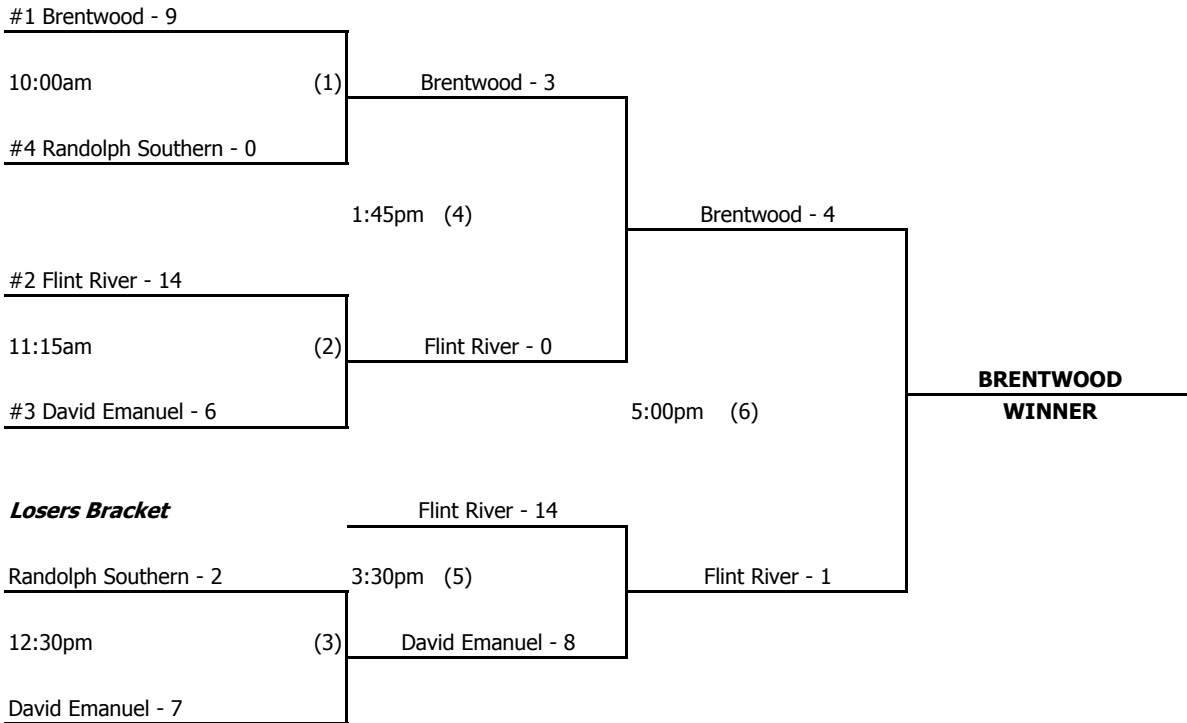 #1 Brentwood - 9
10:00am (1) Brentwood - 3
#4 Randolph Southern - 0
1:45pm (4) Brentwood - 4
#2 Flint River - 14
11:15am (2) Flint River - 0
BRENTWOOD
#3 David Emanuel - 6 5:00pm (6) WINNER
Losers Bracket Flint River - 14
Randolph Southern - 2 3:30pm (5) Flint River - 1
12:30pm (3) David Emanuel - 8
David Emanuel - 7